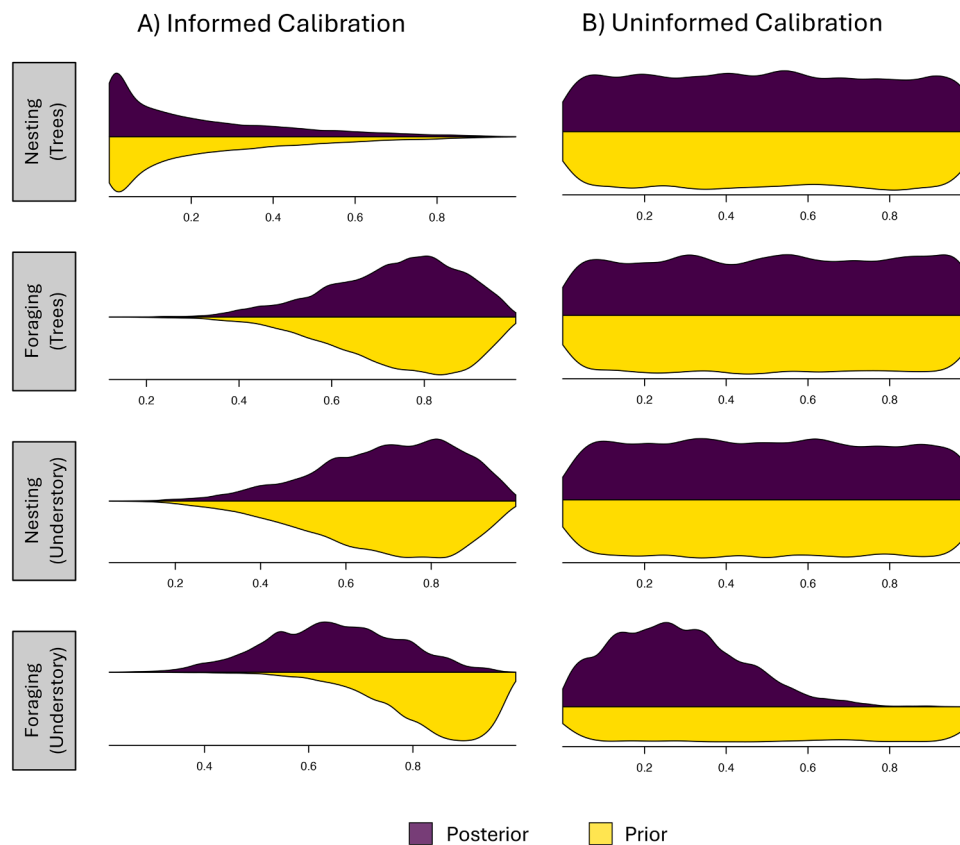 A) Informed Calibration
B) Uninformed Calibration
Nesting
(Trees)
0.2 0.4 0.6 0.8
0.2 0.4 0.6 0.8
Foraging
(Trees)
0.2 0.4 0.6 0.8
0.2 0.4 0.6 0.8
Nesting
(Understory)
0.2 0.4 0.6 0.8
0.2 0.4 0.6 0.8
Foraging
(Understory)
0.4 0.6 0.8
0.2 0.4 0.6 0.8
Posterior
Prior